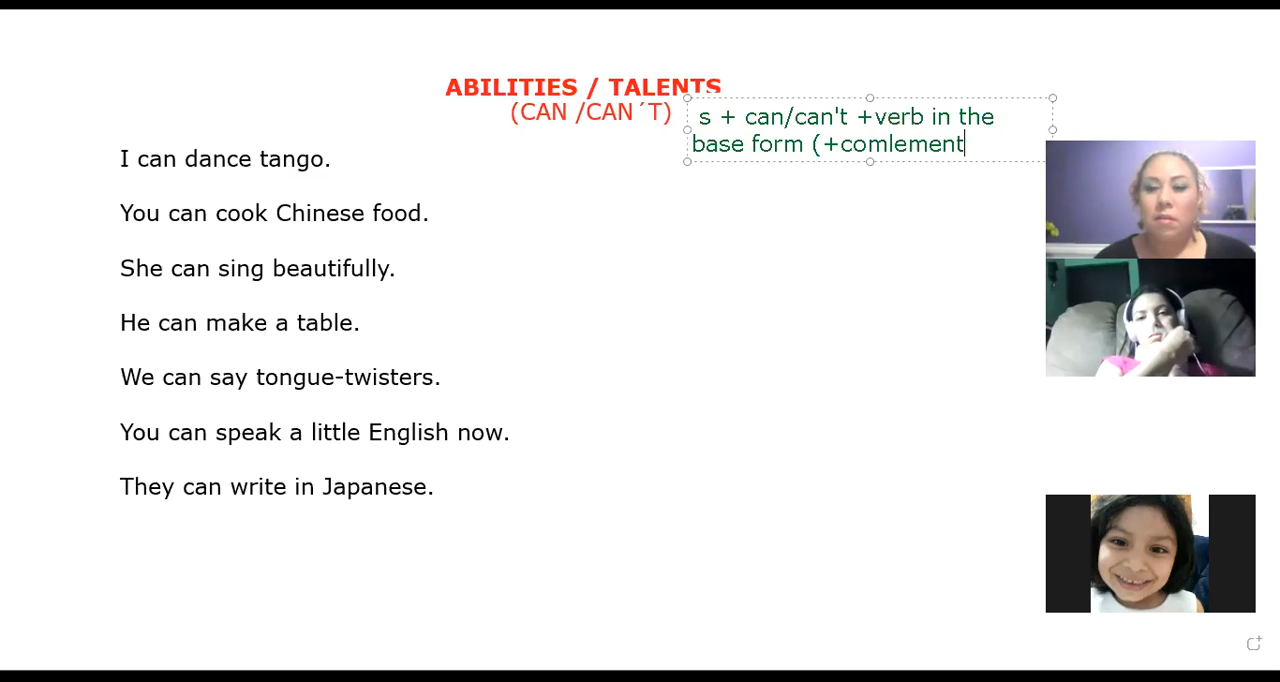 ABILITIES / TALENTS
(CAN /CAN´T)
s + can/can't +verb in the
base form (+comlement
I can dance tango.
You can cook Chinese food.
She can sing beautifully.
He can make a table.
We can say tongue-twisters.
You can speak a little English now.
They can write in Japanese.